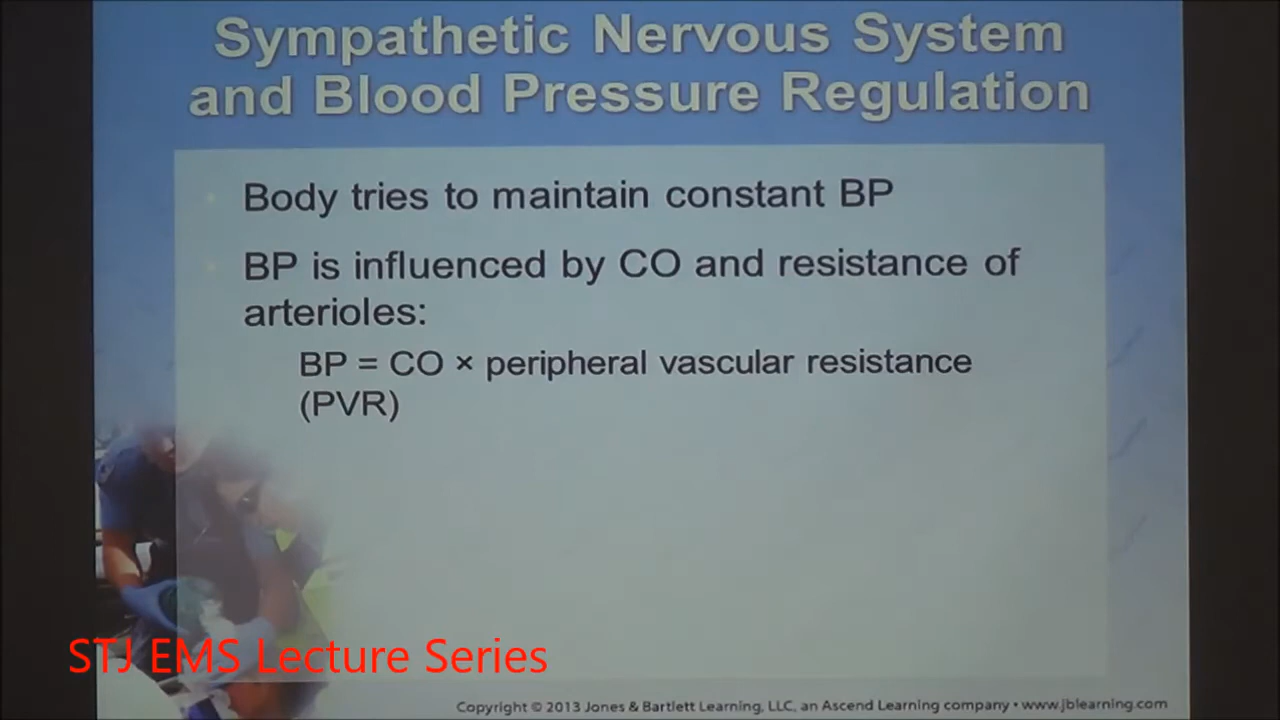 Sympathetic Nervous System
and Blood Pressure Regulation
Body tries to maintain constant BP
BP is influenced by CO and resistance of
arterioles:
BP = CO × peripheral vascular resistance
(PVR)
STJ EMS Lecture Series
Copyright © 2013 Jones & Bartlett Learning, LLC, an Ascend Learning company • www.jblearning.com